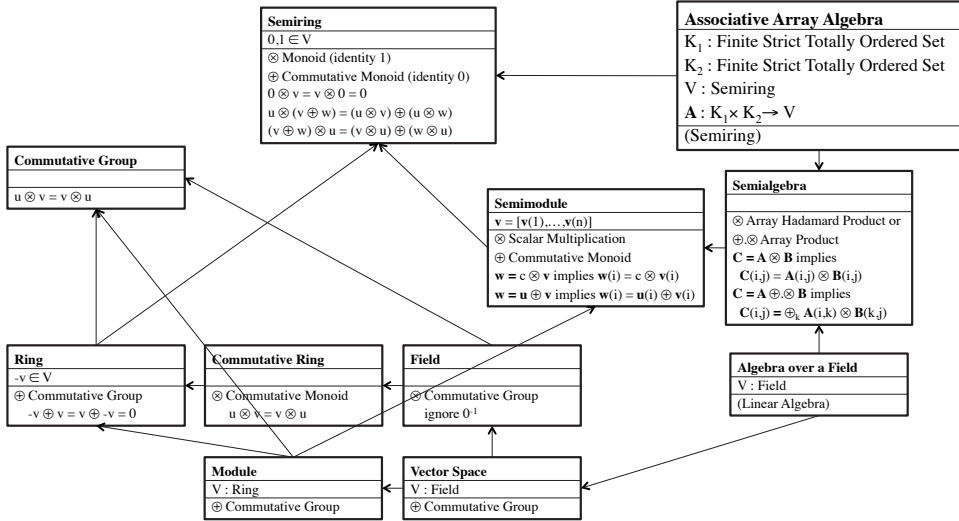 Semiring
0,1 ∈ V
⊗ Monoid (identity 1)
⊕ Commutative Monoid (identity 0)
0 ⊗ v = v ⊗ 0 = 0
u ⊗ (v ⊕ w) = (u ⊗ v) ⊕ (u ⊗ w)
(v ⊕ w) ⊗ u = (v ⊗ u) ⊕ (w ⊗ u)
Associative Array Algebra
K₁ : Finite Strict Totally Ordered Set
K₂ : Finite Strict Totally Ordered Set
V : Semiring
A : K₁× K₂→ V
(Semiring)
Commutative Group
u ⊗ v = v ⊗ u
Semimodule
v = [v(1),…,v(n)]
⊗ Scalar Multiplication
⊕ Commutative Monoid
w = c ⊗ v implies w(i) = c ⊗ v(i)
w = u ⊕ v implies w(i) = u(i) ⊕ v(i)
Semialgebra
⊗ Array Hadamard Product or
⊕.⊗ Array Product
C = A ⊗ B implies
C(i,j) = A(i,j) ⊗ B(i,j)
C = A ⊕.⊗ B implies
C(i,j) = ⊕ₖ A(i,k) ⊗ B(k,j)
Ring
-v ∈ V
⊕ Commutative Group
-v ⊕ v = v ⊕ -v = 0
Commutative Ring
⊗ Commutative Monoid
u ⊗ v = v ⊗ u
Field
⊗ Commutative Group
ignore 0⁻¹
Algebra over a Field
V : Field
(Linear Algebra)
Module
V : Ring
⊕ Commutative Group
Vector Space
V : Field
⊕ Commutative Group